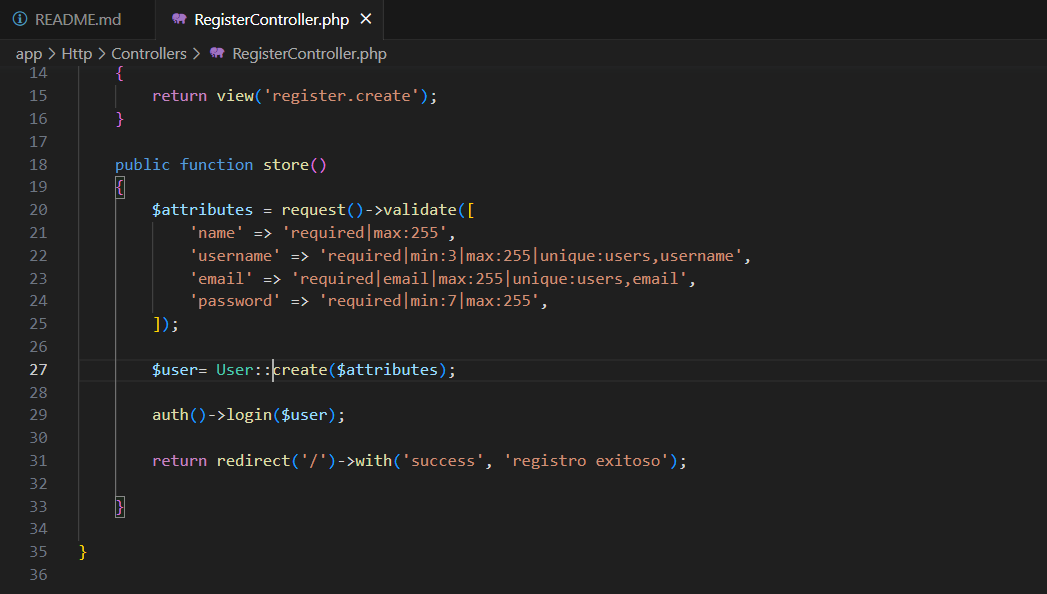 README.md RegisterController.php
app > Http > Controllers > RegisterController.php
14 {
15 return view('register.create');
16 }
17
18 public function store()
19 {
20 $attributes = request()->validate([
21 'name' => 'required|max:255',
22 'username' => 'required|min:3|max:255|unique:users,username',
23 'email' => 'required|email|max:255|unique:users,email',
24 'password' => 'required|min:7|max:255',
25 ]);
26
27 $user= User::create($attributes);
28
29 auth()->login($user);
30
31 return redirect('/')->with('success', 'registro exitoso');
32
33 }
34
35 }
36